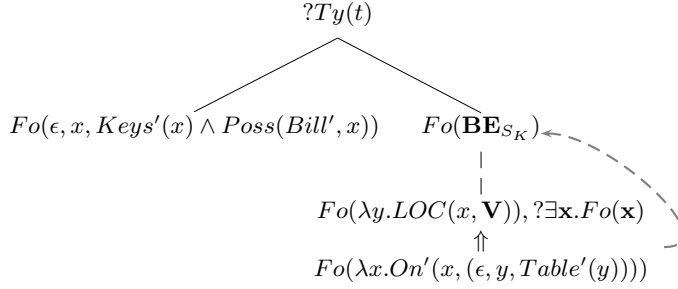 ?Ty(t)
Fo(ϵ, x, Keys′(x) ∧ Poss(Bill′, x)) Fo(BE_{S_K})
Fo(λy.LOC(x, V)), ?∃x.Fo(x)
⇑
Fo(λx.On′(x, (ϵ, y, Table′(y))))